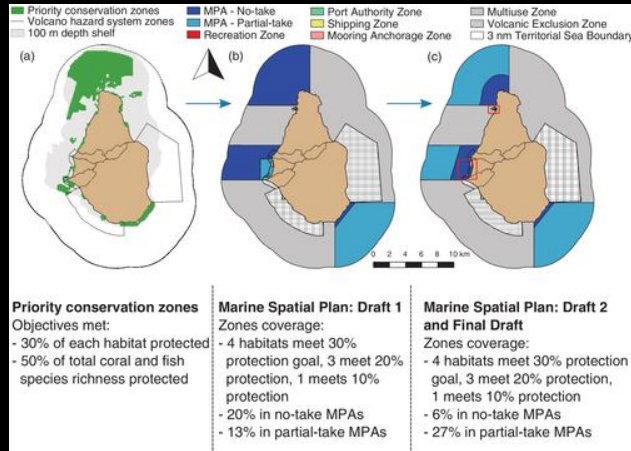 Priority conservation zones
Volcano hazard system zones
100 m depth shelf
MPA - No-take
MPA - Partial-take
Recreation Zone
Port Authority Zone
Shipping Zone
Mooring Anchorage Zone
Multiuse Zone
Volcanic Exclusion Zone
3 nm Territorial Sea Boundary
(a)
(b)
(c)
0 2 4 6 8 10 km
Priority conservation zones
Objectives met:
- 30% of each habitat protected
- 50% of total coral and fish
species richness protected
Marine Spatial Plan: Draft 1
Zones coverage:
- 4 habitats meet 30%
protection goal, 3 meet 20%
protection, 1 meets 10%
protection
- 20% in no-take MPAs
- 13% in partial-take MPAs
Marine Spatial Plan: Draft 2
and Final Draft
Zones coverage:
- 4 habitats meet 30% protection
goal, 3 meet 20% protection,
1 meets 10% protection
- 6% in no-take MPAs
- 27% in partial-take MPAs